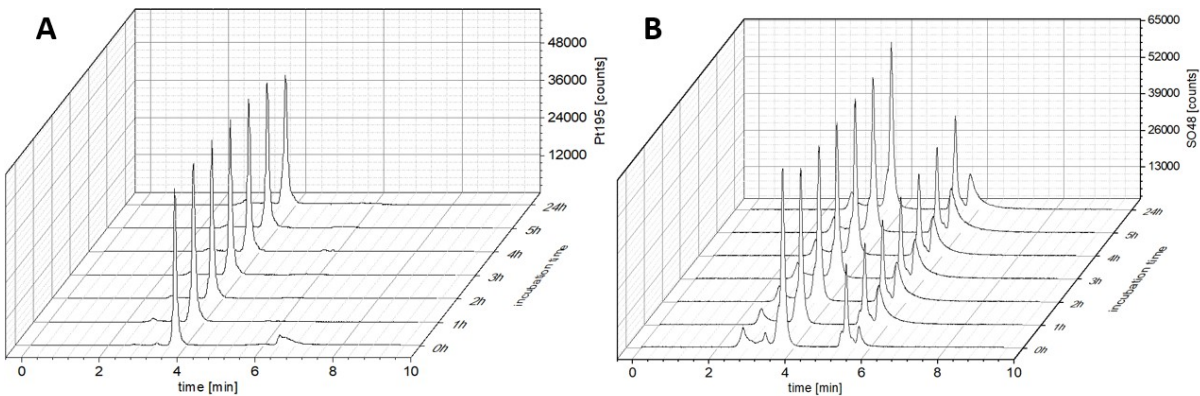 A
48000
36000
24000
12000
Pt195 [counts]
24h
5h
4h
3h
2h
1h
0h
incubation time
0
2
4
6
8
10
time [min]
B
65000
52000
39000
26000
13000
SO48 [counts]
24h
5h
4h
3h
2h
1h
0h
incubation time
0
2
4
6
8
10
time [min]